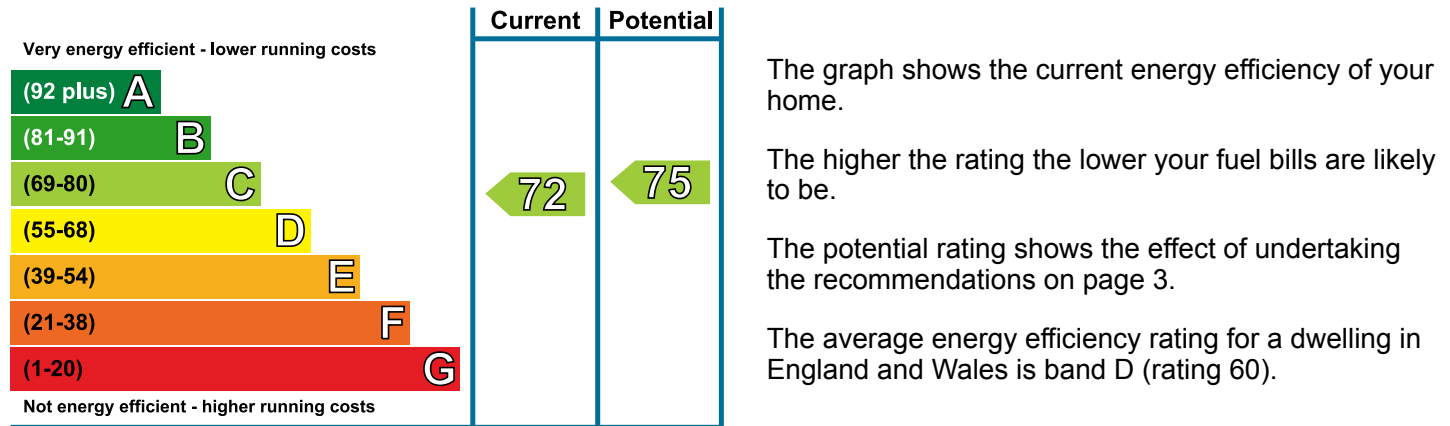 Current Potential
Very energy efficient - lower running costs
(92 plus) A
(81-91) B
(69-80) C
(55-68) D
(39-54) E
(21-38) F
(1-20) G
Not energy efficient - higher running costs
72
75
The graph shows the current energy efficiency of your
home.
The higher the rating the lower your fuel bills are likely
to be.
The potential rating shows the effect of undertaking
the recommendations on page 3.
The average energy efficiency rating for a dwelling in
England and Wales is band D (rating 60).